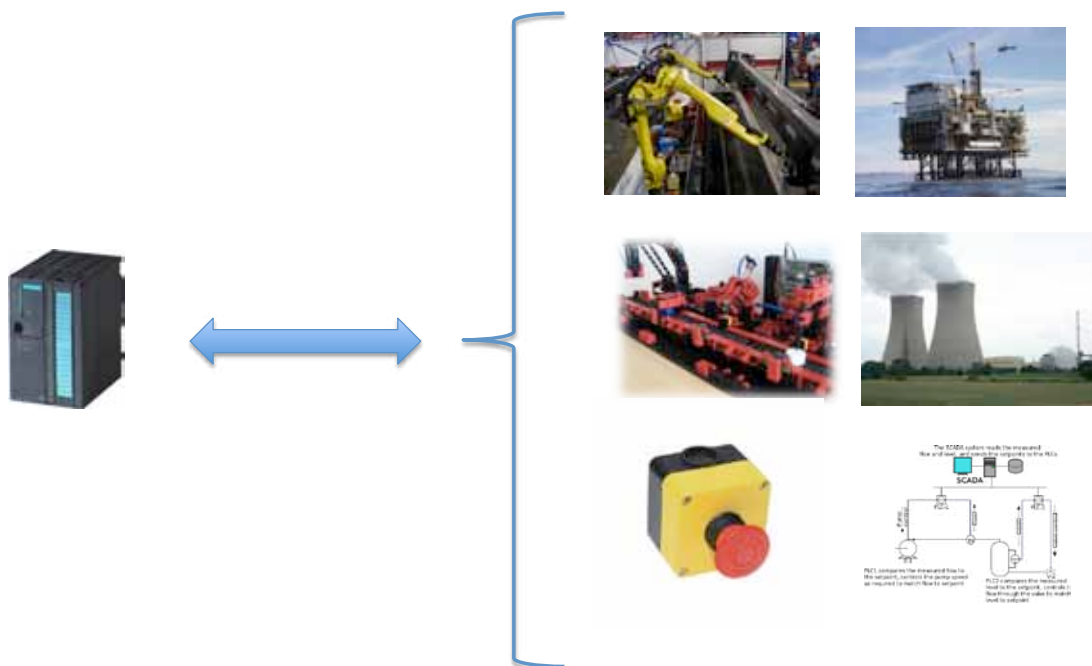 The SCADA system reads the measured
flow and level, and sends the setpoints to the PLCs
SCADA
PLC1 compares the measured flow to
the setpoint, controls the pump speed
as required to match flow to setpoint
PLC2 compares the measured
level to the setpoint, controls
flow through the valve to match
level to setpoint